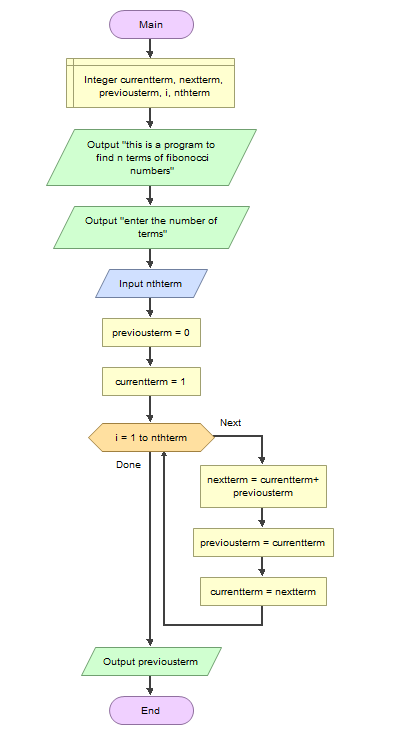 Main
Integer currentterm, nextterm,
previousterm, i, nthterm
Output "this is a program to
find n terms of fibonocci
numbers"
Output "enter the number of
terms"
Input nthterm
previousterm = 0
currentterm = 1
i = 1 to nthterm
Next
nextterm = currentterm+
previousterm
previousterm = currentterm
currentterm = nextterm
Done
Output previousterm
End